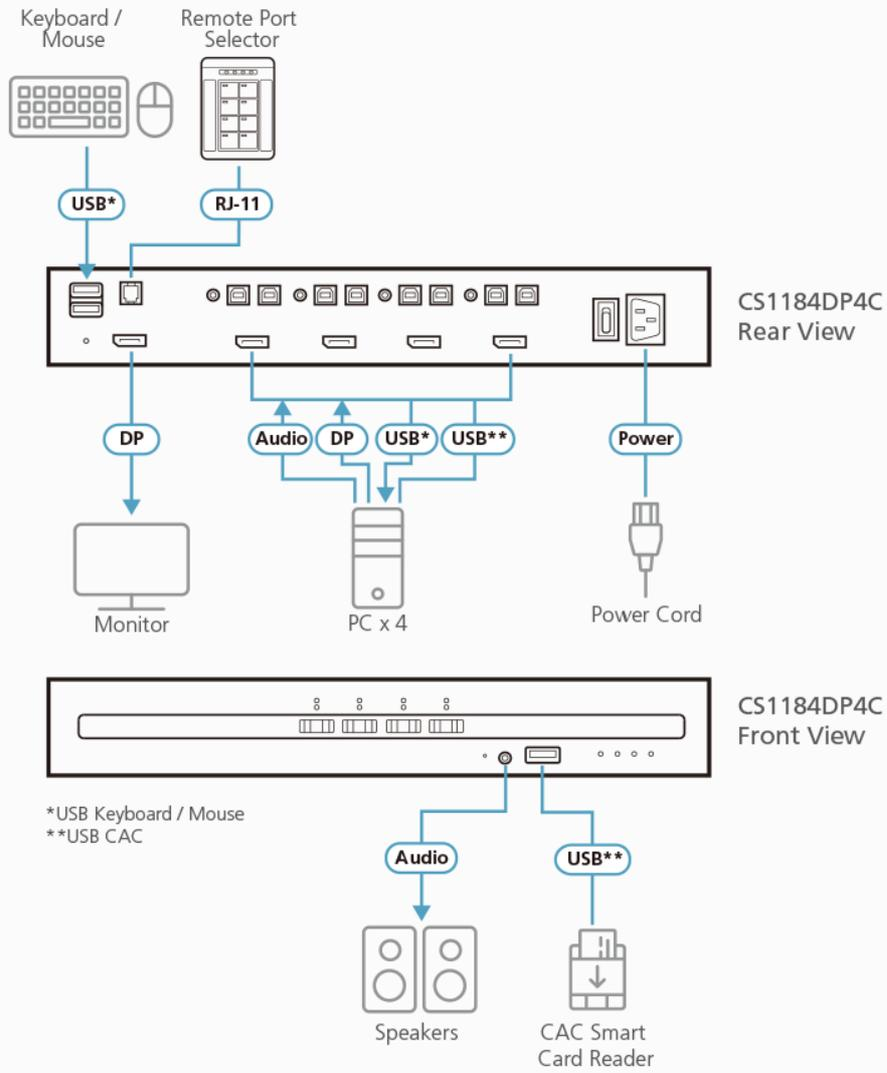 Keyboard /
Mouse
Remote Port
Selector
USB*
RJ-11
CS1184DP4C
Rear View
DP
Audio
DP
USB*
USB**
Power
Monitor
PC x 4
Power Cord
CS1184DP4C
Front View
*USB Keyboard / Mouse
**USB CAC
Audio
USB**
Speakers
CAC Smart
Card Reader